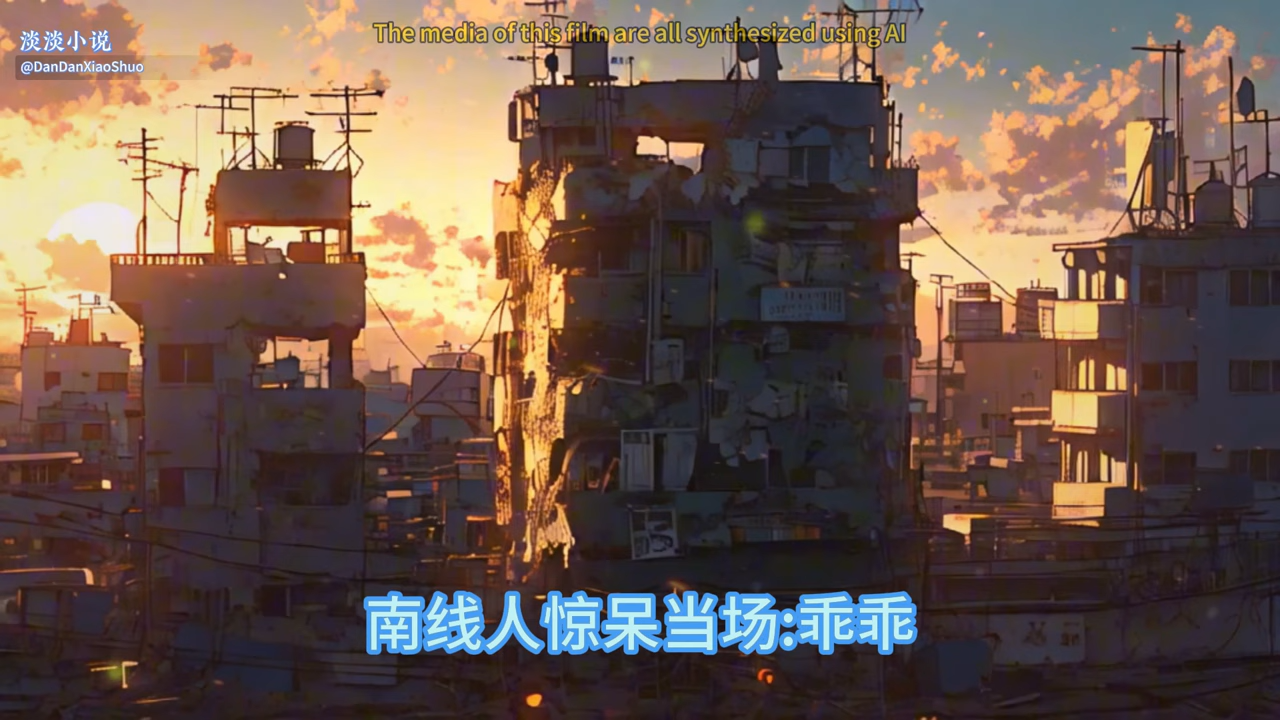 The media of this film are all synthesized using AI
淡淡小说
@DanDanXiaoShuo
南线人惊呆当场:乖乖